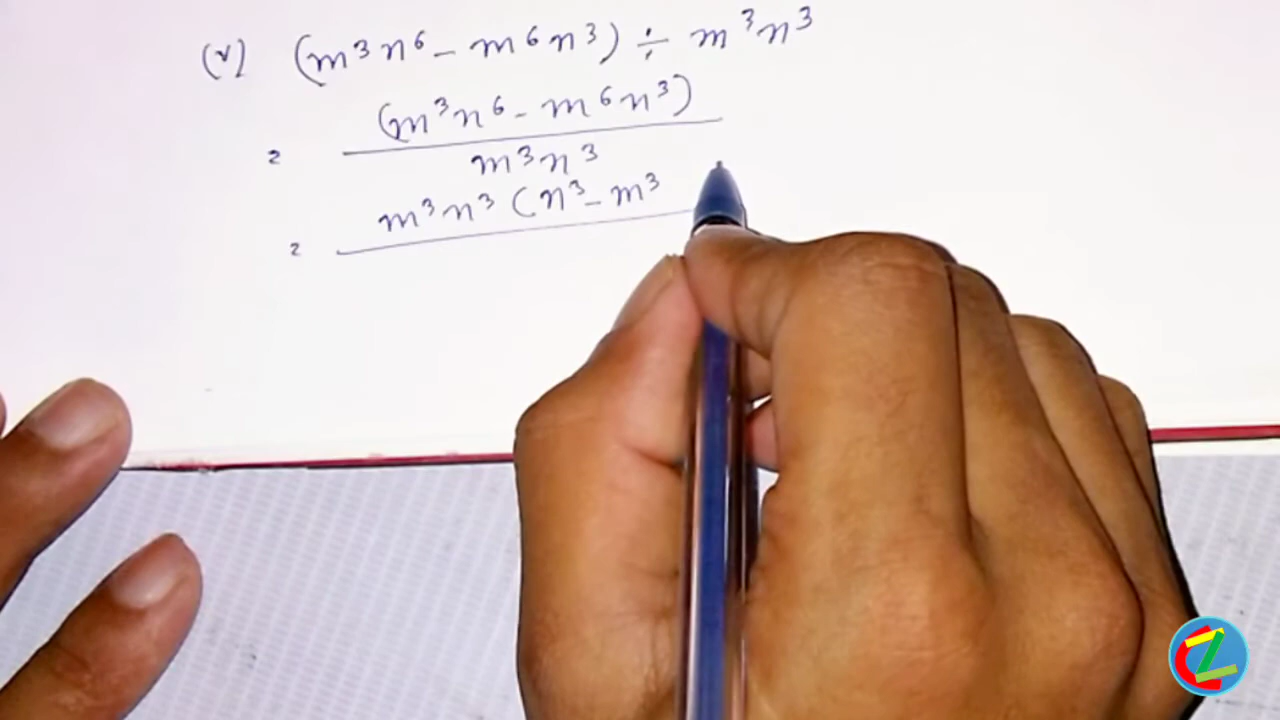 (v) (m³n⁶ - m⁶n³) ÷ m³n³
= (m³n⁶ - m⁶n³)
m³n³
= m³n³ (n³ - m³